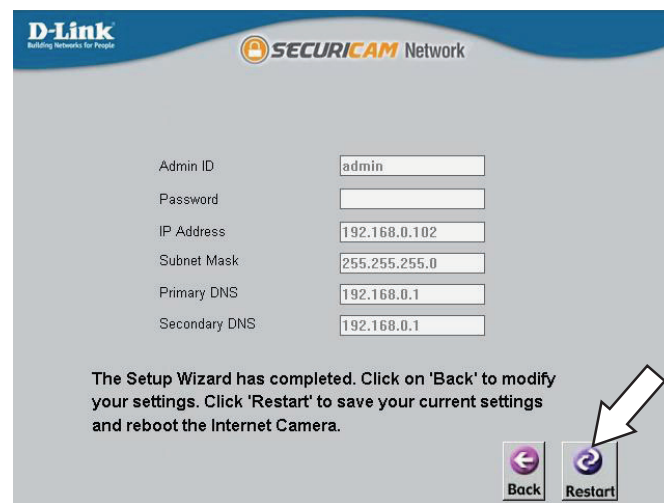 D-Link
Building Networks for People
SECURICAM Network
Admin ID admin
Password
IP Address 192.168.0.102
Subnet Mask 255.255.255.0
Primary DNS 192.168.0.1
Secondary DNS 192.168.0.1
The Setup Wizard has completed. Click on 'Back' to modify
your settings. Click 'Restart' to save your current settings
and reboot the Internet Camera.
Back Restart